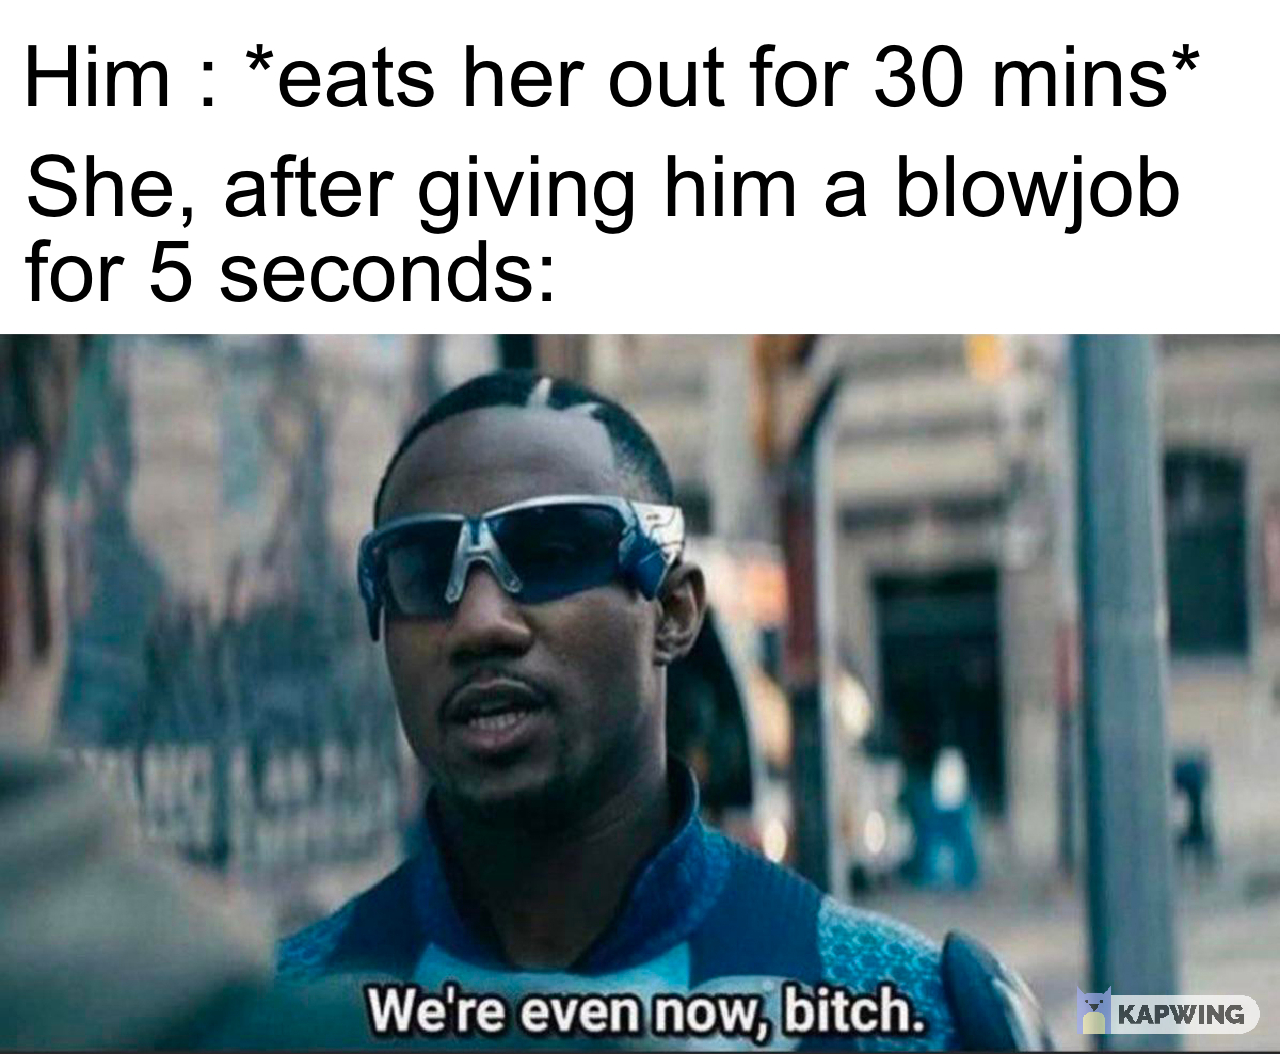 Him : *eats her out for 30 mins*
She, after giving him a blowjob
for 5 seconds:
We're even now, bitch.
KAPWING